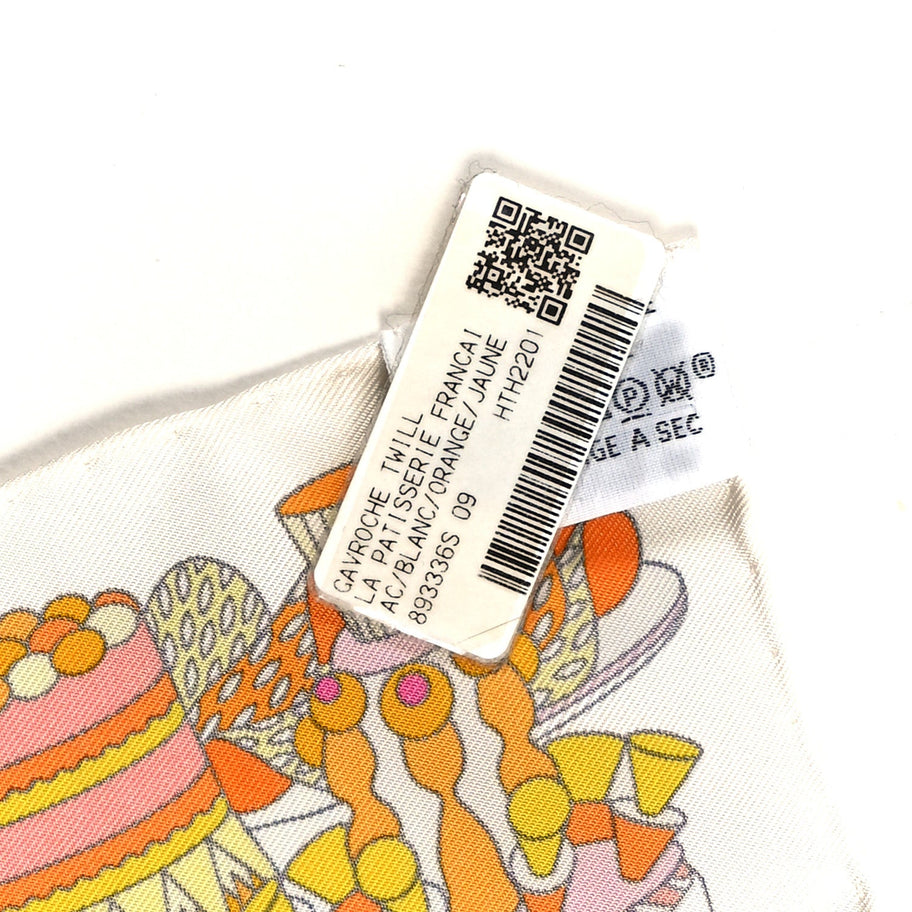 GAVROCHE TWILL
LA PATISSERIE FRANCAI
AC/BLANC/ORANGE/JAUNE
893336S 09
HTH2201
P W ®
GE A SEC